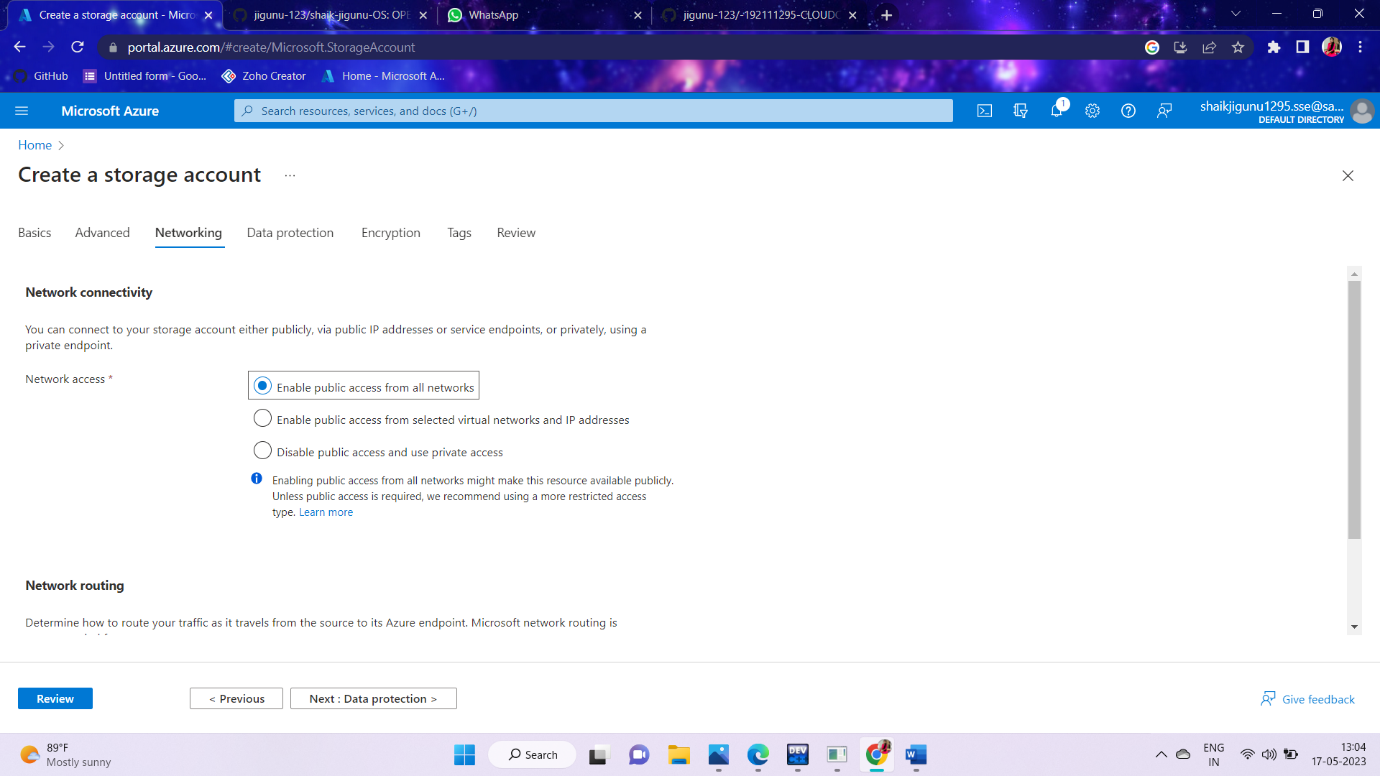 Create a storage account - Micro
jigunu-123/shaik-jigunu-OS: OPE
WhatsApp
jigunu-123/-192111295-CLOUDC
portal.azure.com/#create/Microsoft.StorageAccount
GitHub
Untitled form - Goo...
Zoho Creator
Home - Microsoft A...
Microsoft Azure
Search resources, services, and docs (G+/)
1
shaikjigunu1295.sse@sa...
DEFAULT DIRECTORY
Home
Create a storage account
...
Basics
Advanced
Networking
Data protection
Encryption
Tags
Review
Network connectivity
You can connect to your storage account either publicly, via public IP addresses or service endpoints, or privately, using a
private endpoint.
Network access *
Enable public access from all networks
Enable public access from selected virtual networks and IP addresses
Disable public access and use private access
Enabling public access from all networks might make this resource available publicly.
Unless public access is required, we recommend using a more restricted access
type. Learn more
Network routing
Determine how to route your traffic as it travels from the source to its Azure endpoint. Microsoft network routing is
Review
< Previous
Next : Data protection >
Give feedback
89°F
Mostly sunny
Search
DEV
ENG
IN
13:04
17-05-2023